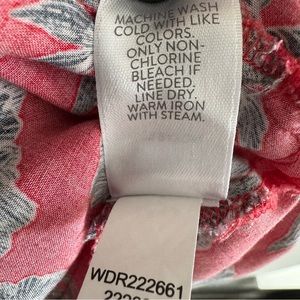 MACHINE WASH
COLD WITH LIKE
COLORS.
ONLY NON-
CHLORINE
BLEACH IF
NEEDED.
LINE DRY.
WARM IRON
WITH STEAM.
WDR222661